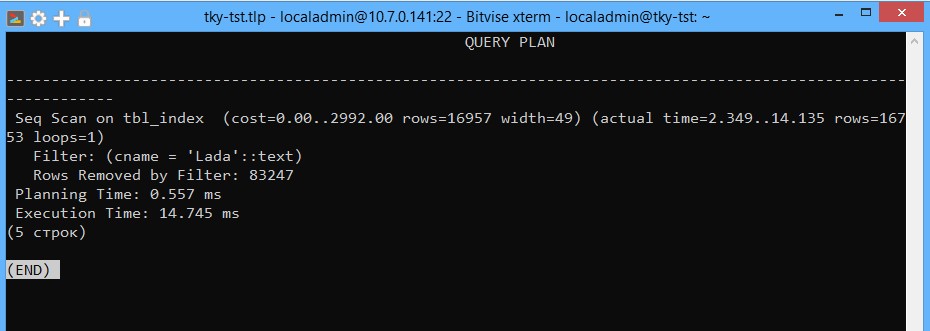 tky-tst.tlp - localadmin@10.7.0.141:22 - Bitvise xterm - localadmin@tky-tst: ~
QUERY PLAN
----------------------------------------------------------------------------------------------------
------------
Seq Scan on tbl_index  (cost=0.00..2992.00 rows=16957 width=49) (actual time=2.349..14.135 rows=167
53 loops=1)
Filter: (cname = 'Lada'::text)
Rows Removed by Filter: 83247
Planning Time: 0.557 ms
Execution Time: 14.745 ms
(5 строк)
(END)